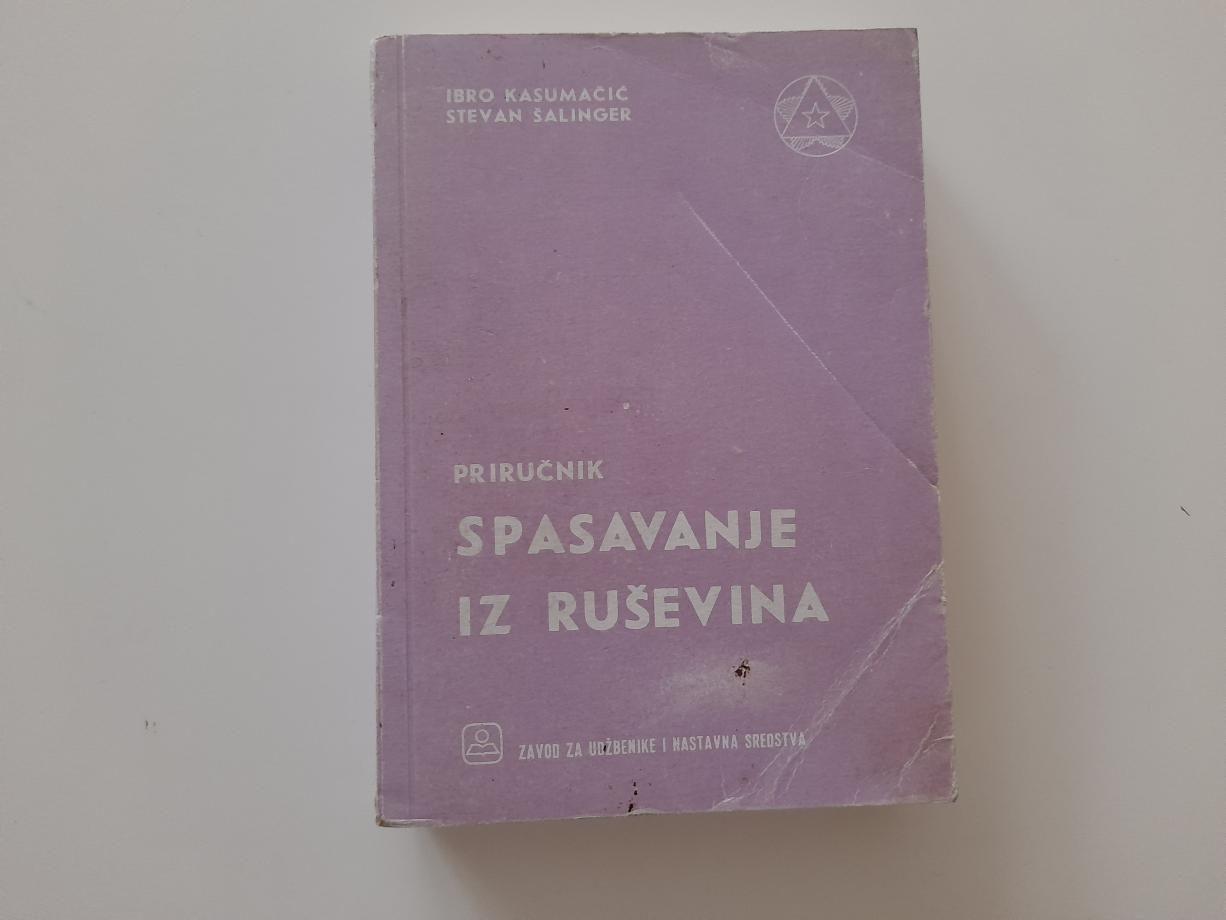 IBRO KASUMAČIĆ
STEVAN ŠALINGER
PRIRUČNIK
SPASAVANJE
IZ RUŠEVINA
ZAVOD ZA UDŽBENIKE I NASTAVNA SREDSTVA